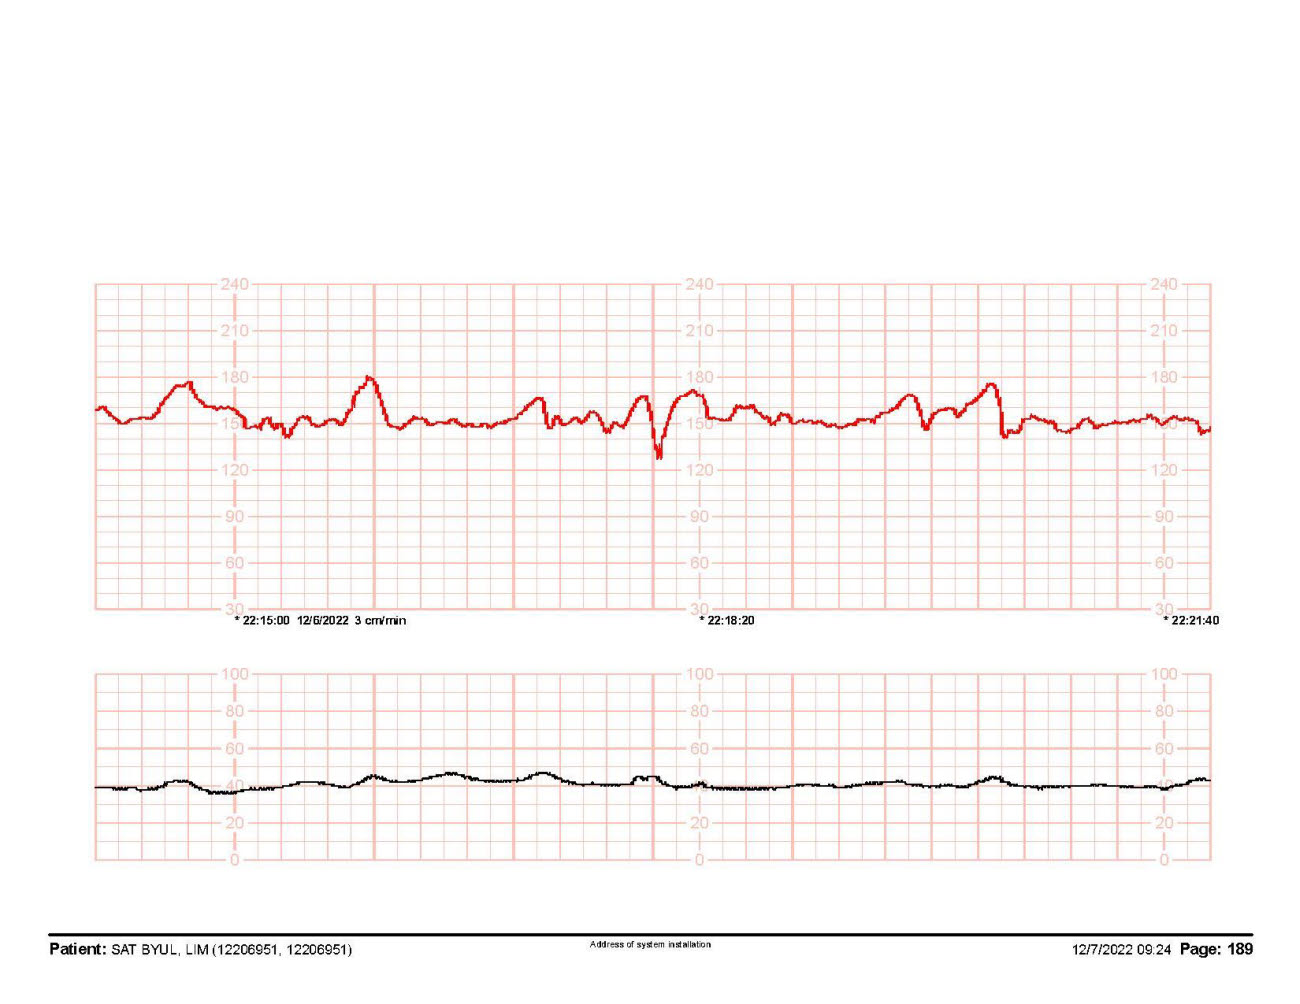 240 240 240
210 210 210
180 180 180
150 150 150
120 120 120
90 90 90
60 60 60
30 30 30
* 22:15:00 12/6/2022 3 cm/min * 22:18:20 * 22:21:40
100 100 100
80 80 80
60 60 60
40 40 40
20 20 20
0 0 0
Patient: SAT BYUL, LIM (12206951, 12206951) Address of system installation 12/7/2022 09:24 Page: 189